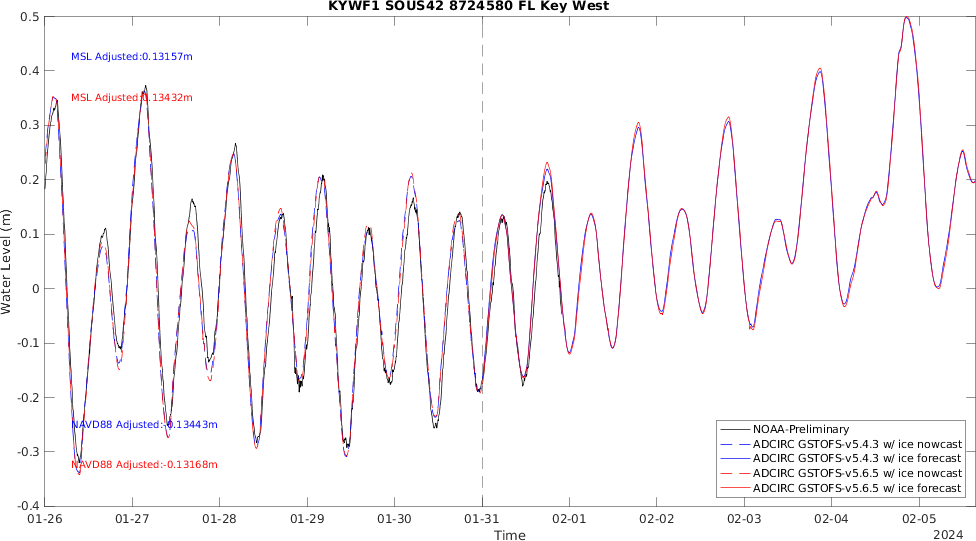 KYWF1 SOUS42 8724580 FL Key West
0.5
0.4
0.3
0.2
0.1
0
-0.1
-0.2
-0.3
-0.4
Water Level (m)
MSL Adjusted:0.13157m
MSL Adjusted:0.13432m
NAVD88 Adjusted:-0.13443m
NAVD88 Adjusted:-0.13168m
NOAA-Preliminary
ADCIRC GSTOFS-v5.4.3 w/ ice nowcast
ADCIRC GSTOFS-v5.4.3 w/ ice forecast
ADCIRC GSTOFS-v5.6.5 w/ ice nowcast
ADCIRC GSTOFS-v5.6.5 w/ ice forecast
01-26 01-27 01-28 01-29 01-30 01-31 02-01 02-02 02-03 02-04 02-05
Time
2024